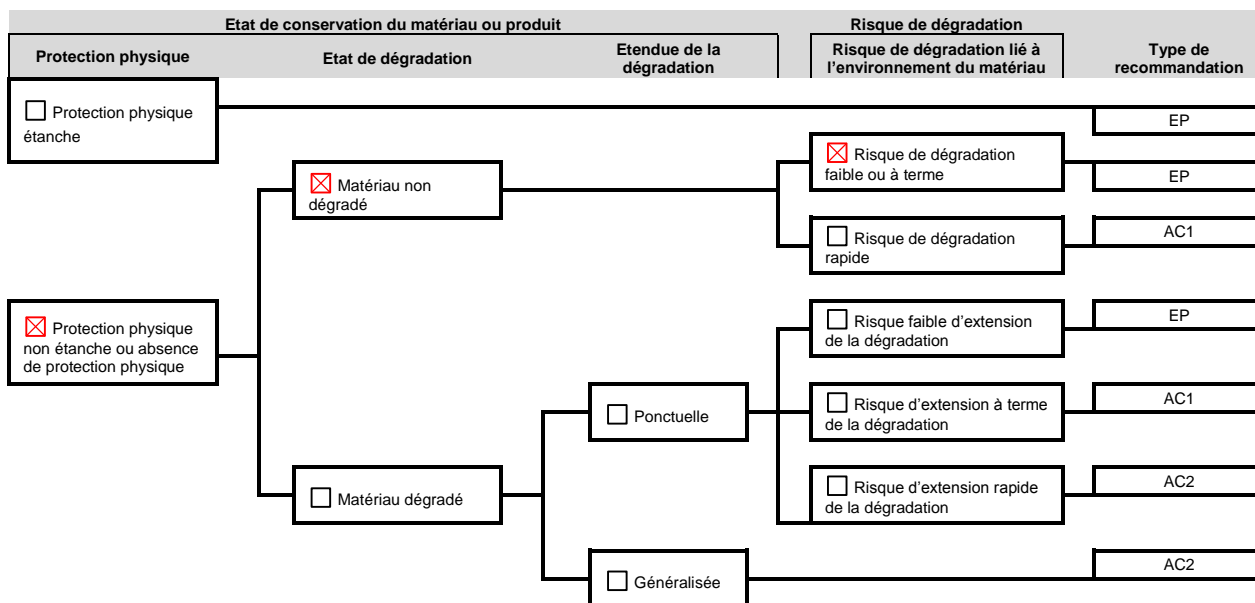 Etat de conservation du matériau ou produit
Risque de dégradation
Protection physique
Etat de dégradation
Etendue de la
dégradation
Risque de dégradation lié à
l'environnement du matériau
Type de
recommandation
Protection physique
étanche
EP
Matériau non
dégradé
Risque de dégradation
faible ou à terme
EP
Risque de dégradation
rapide
AC1
Protection physique
non étanche ou absence
de protection physique
Risque faible d'extension
de la dégradation
EP
Ponctuelle
Risque d'extension à terme
de la dégradation
AC1
Matériau dégradé
Risque d'extension rapide
de la dégradation
AC2
Généralisée
AC2